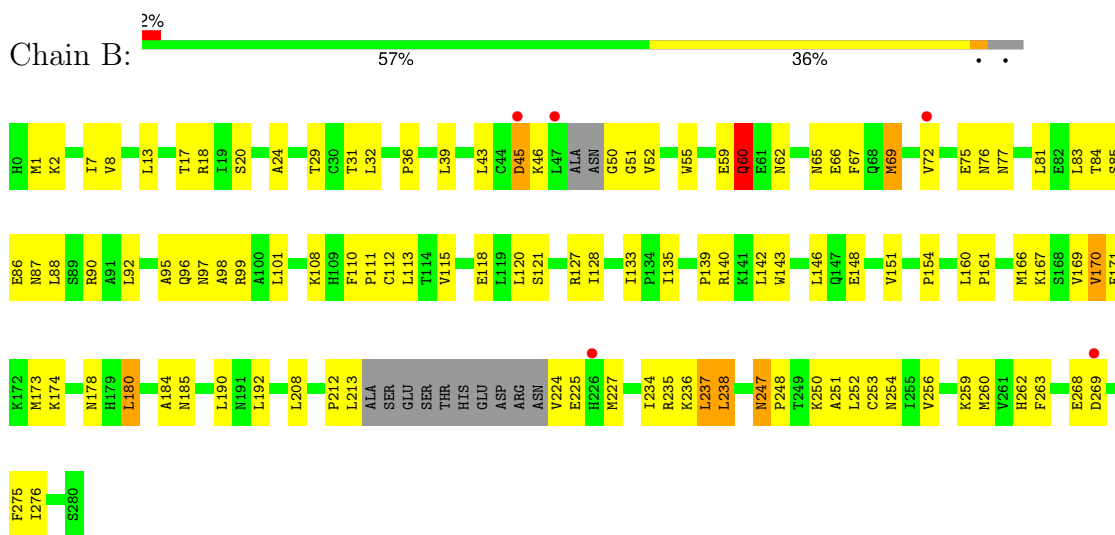 2%
Chain B:
57% 36% • •
H0 M1 K2 I7 V8 L13 T17 R18 I19 S20 A24 T29 C30 T31 L32 P36 L39 L43 C44 D45 K46 L47 ALA ASN G50 G51 V52 W55 E59 Q60 E61 N62 N65 E66 F67 Q68 M69 V72 E75 N76 N77 L81 E82 L83 T84 S85
E86 N87 L88 S89 R90 A91 L92 A95 Q96 N97 A98 R99 A100 L101 K108 H109 F110 P111 C112 L113 T114 V115 E118 L119 L120 S121 R127 I128 I133 P134 I135 P139 R140 K141 L142 W143 L146 Q147 E148 V151 P154 L160 P161 M166 K167 S168 V169 V170 E171
K172 M173 K174 N178 H179 L180 A184 N185 L190 N191 L192 L208 P212 L213 ALA SER GLU SER THR HIS GLU ASP ARG ASN V224 E225 H226 M227 I234 R235 K236 L237 L238 N247 P248 T249 K250 A251 L252 C253 N254 I255 V256 K259 M260 V261 H262 F263 E268 D269
F275 I276 S280